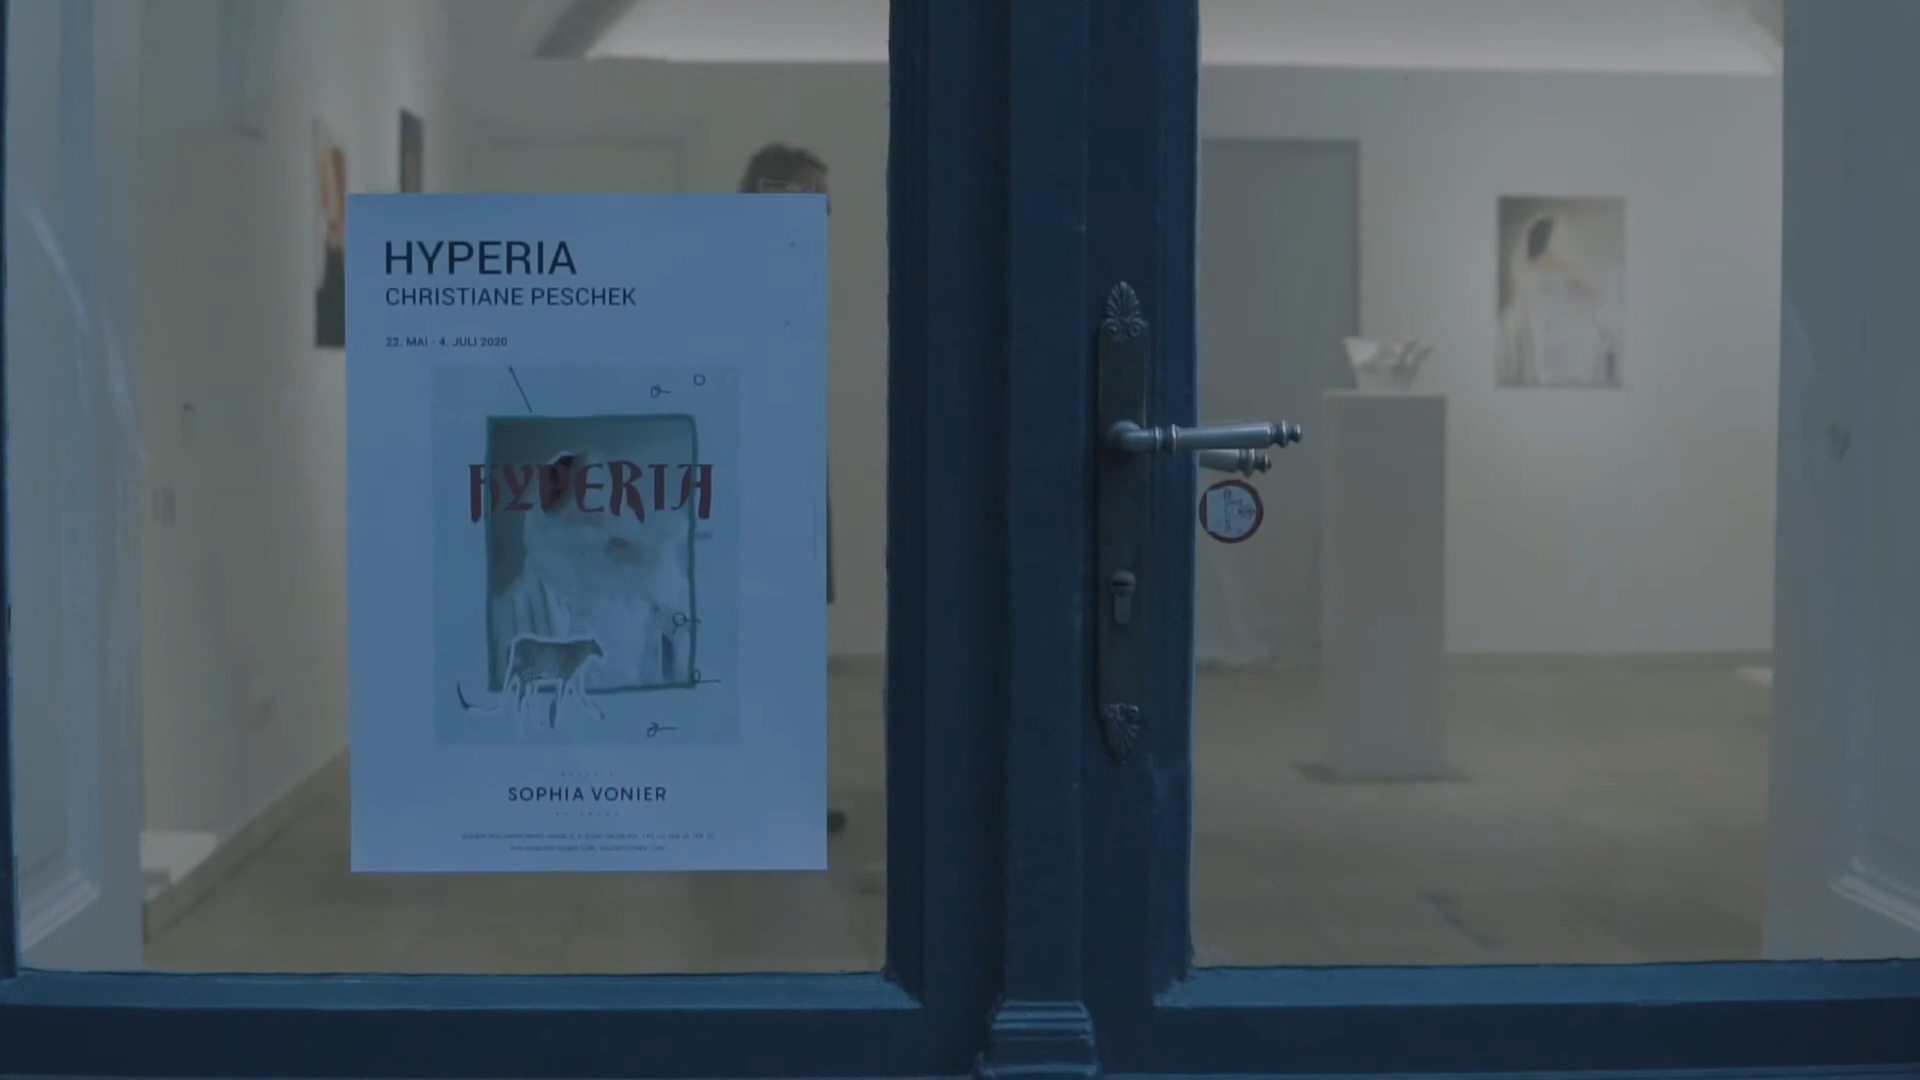 HYPERIA
CHRISTIANE PESCHEK
22. MAI - 4. JULI 2020
HYPERIA
SOPHIA VONIER